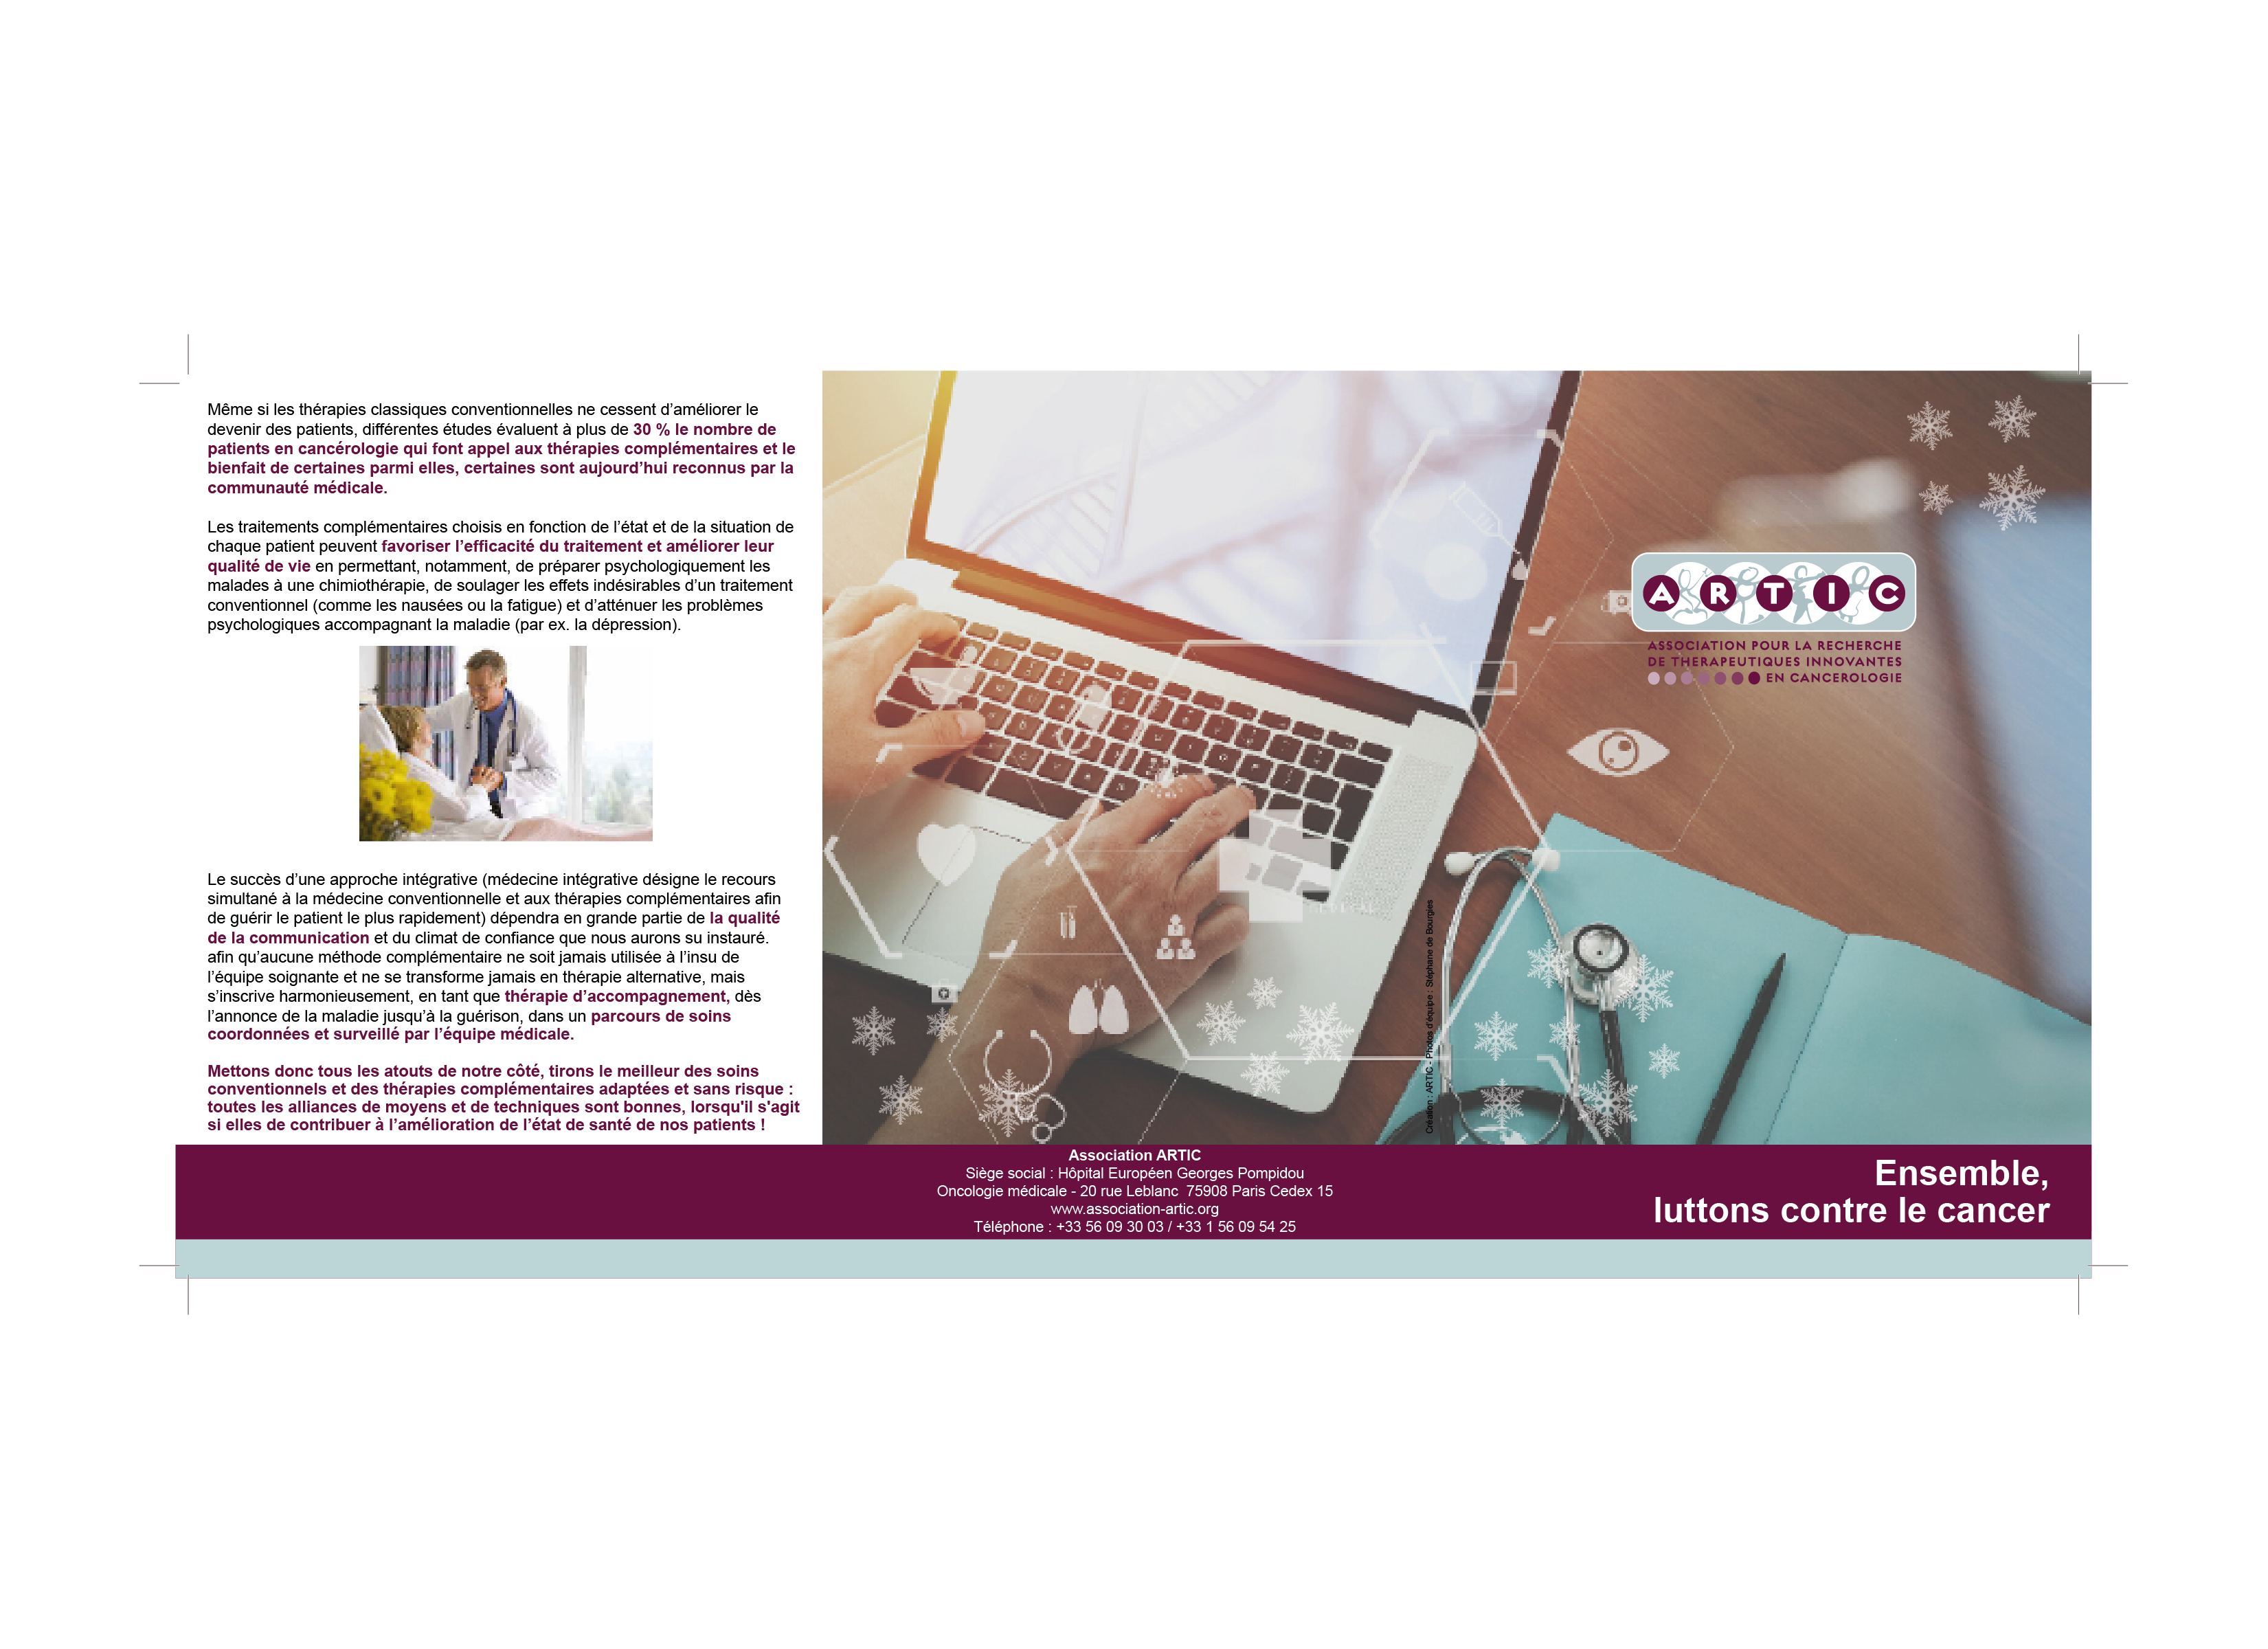 Même si les thérapies classiques conventionnelles ne cessent d’améliorer le
devenir des patients, différentes études évaluent à plus de 30 % le nombre de
patients en cancérologie qui font appel aux thérapies complémentaires et le
bienfait de certaines parmi elles, certaines sont aujourd’hui reconnus par la
communauté médicale.
Les traitements complémentaires choisis en fonction de l’état et de la situation de
chaque patient peuvent favoriser l’efficacité du traitement et améliorer leur
qualité de vie en permettant, notamment, de préparer psychologiquement les
malades à une chimiothérapie, de soulager les effets indésirables d’un traitement
conventionnel (comme les nausées ou la fatigue) et d’atténuer les problèmes
psychologiques accompagnant la maladie (par ex. la dépression).
Le succès d’une approche intégrative (médecine intégrative désigne le recours
simultané à la médecine conventionnelle et aux thérapies complémentaires afin
de guérir le patient le plus rapidement) dépendra en grande partie de la qualité
de la communication et du climat de confiance que nous aurons su instauré.
afin qu’aucune méthode complémentaire ne soit jamais utilisée à l’insu de
l’équipe soignante et ne se transforme jamais en thérapie alternative, mais
s’inscrive harmonieusement, en tant que thérapie d’accompagnement, dès
l’annonce de la maladie jusqu’à la guérison, dans un parcours de soins
coordonnées et surveillé par l’équipe médicale.
Mettons donc tous les atouts de notre côté, tirons le meilleur des soins
conventionnels et des thérapies complémentaires adaptées et sans risque :
toutes les alliances de moyens et de techniques sont bonnes, lorsqu'il s'agit
si elles de contribuer à l’amélioration de l’état de santé de nos patients !
Création : ARTIC - Photos d’équipe : Stéphane de Bourgies
Association ARTIC
Siège social : Hôpital Européen Georges Pompidou
Oncologie médicale - 20 rue Leblanc 75908 Paris Cedex 15
www.association-artic.org
Téléphone : +33 56 09 30 03 / +33 1 56 09 54 25
ARTIC
ASSOCIATION POUR LA RECHERCHE
DE THERAPEUTIQUES INNOVANTES
EN CANCEROLOGIE
Ensemble,
luttons contre le cancer